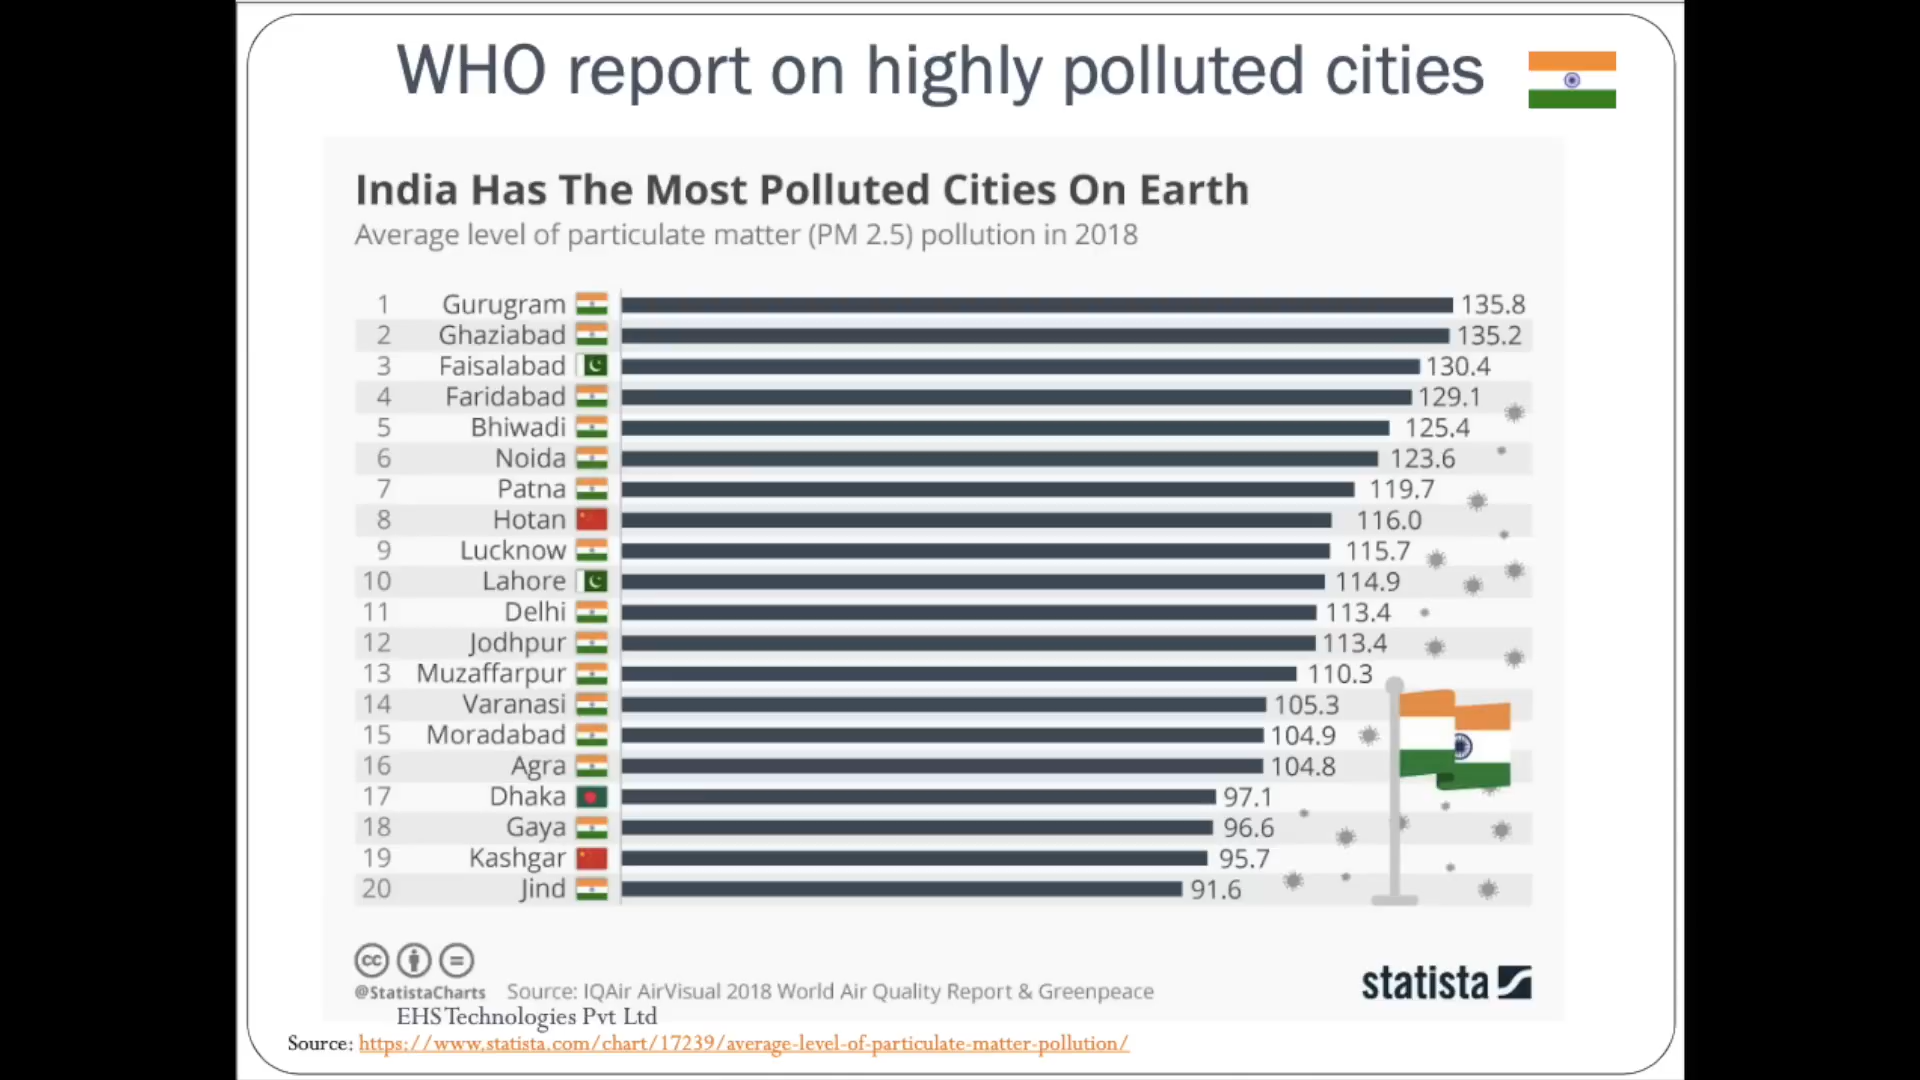 WHO report on highly polluted cities
India Has The Most Polluted Cities On Earth
Average level of particulate matter (PM 2.5) pollution in 2018
1 Gurugram 135.8
2 Ghaziabad 135.2
3 Faisalabad 130.4
4 Faridabad 129.1
5 Bhiwadi 125.4
6 Noida 123.6
7 Patna 119.7
8 Hotan 116.0
9 Lucknow 115.7
10 Lahore 114.9
11 Delhi 113.4
12 Jodhpur 113.4
13 Muzaffarpur 110.3
14 Varanasi 105.3
15 Moradabad 104.9
16 Agra 104.8
17 Dhaka 97.1
18 Gaya 96.6
19 Kashgar 95.7
20 Jind 91.6
cc
@StatistaCharts Source: IQAir AirVisual 2018 World Air Quality Report & Greenpeace
statista
EHS Technologies Pvt Ltd
Source: https://www.statista.com/chart/17239/average-level-of-particulate-matter-pollution/